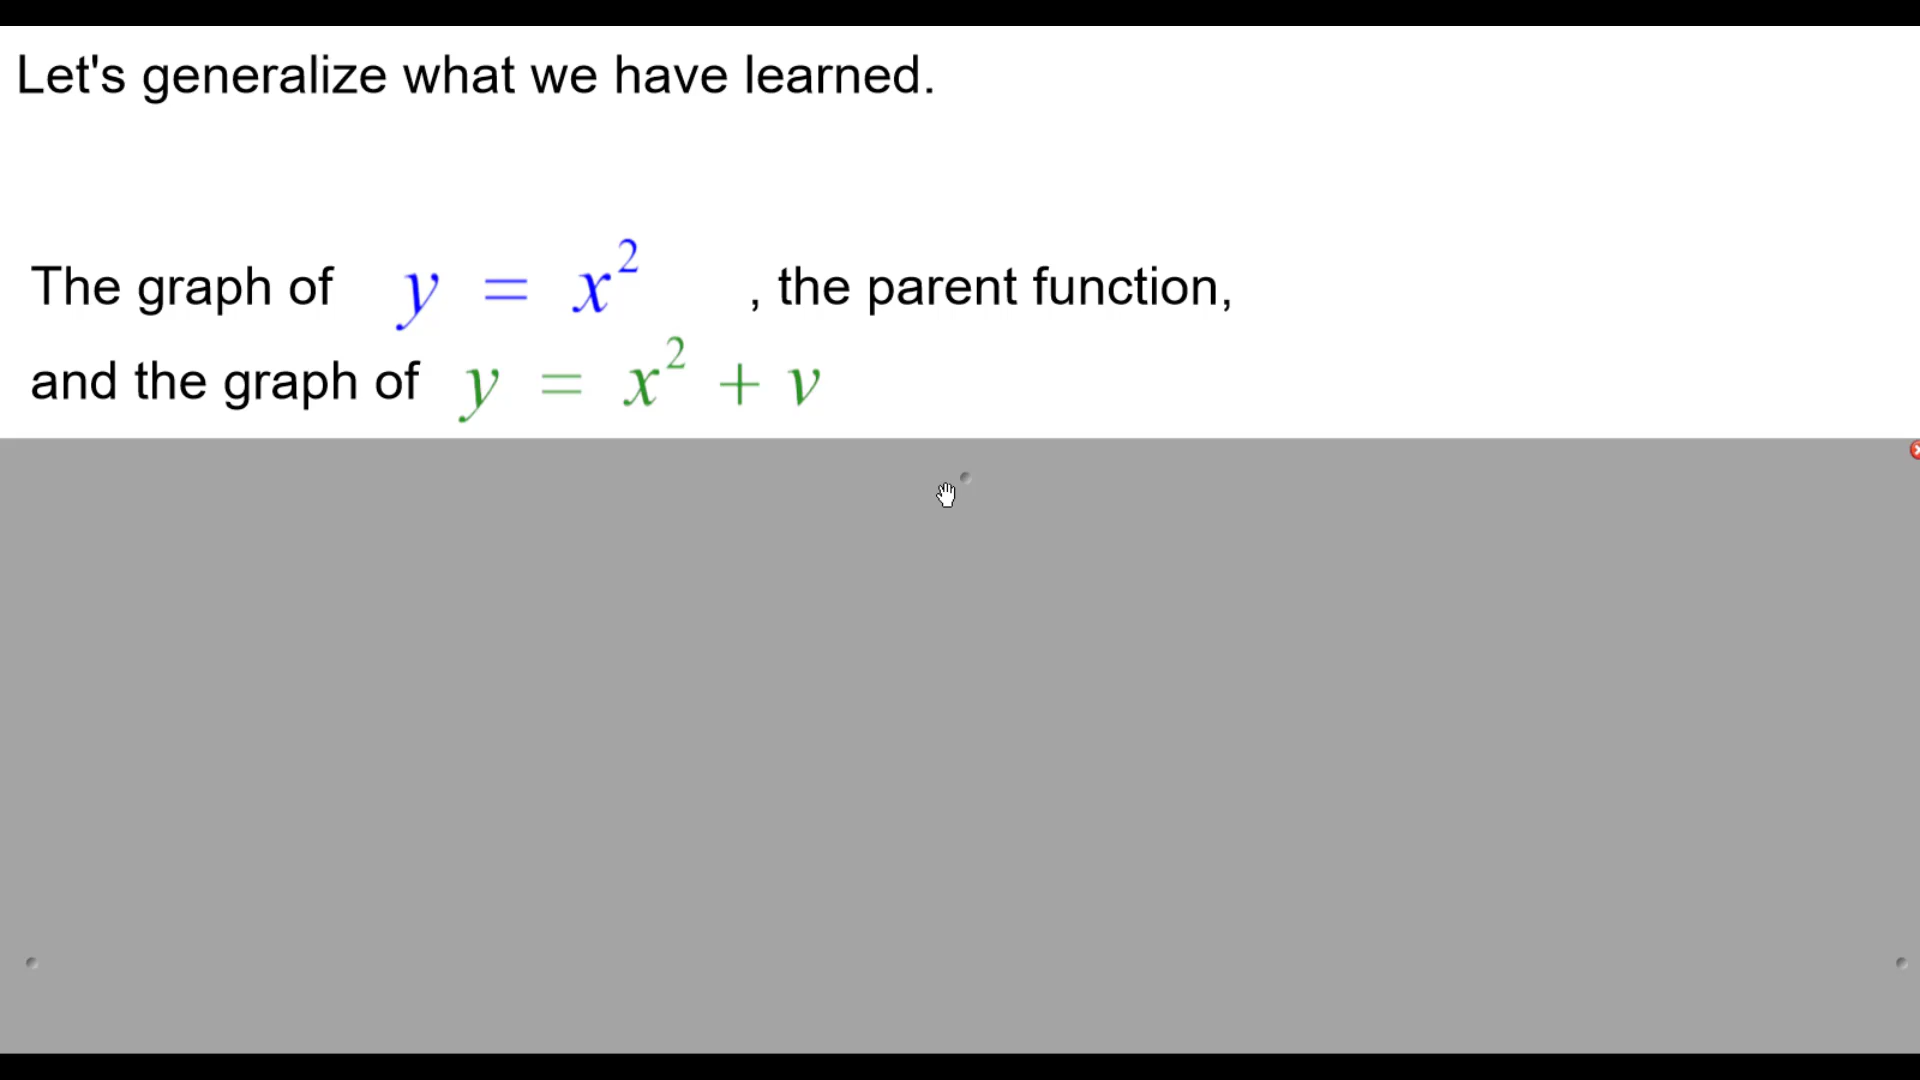 Let's generalize what we have learned.
The graph of y = x² , the parent function,
and the graph of y = x² + v